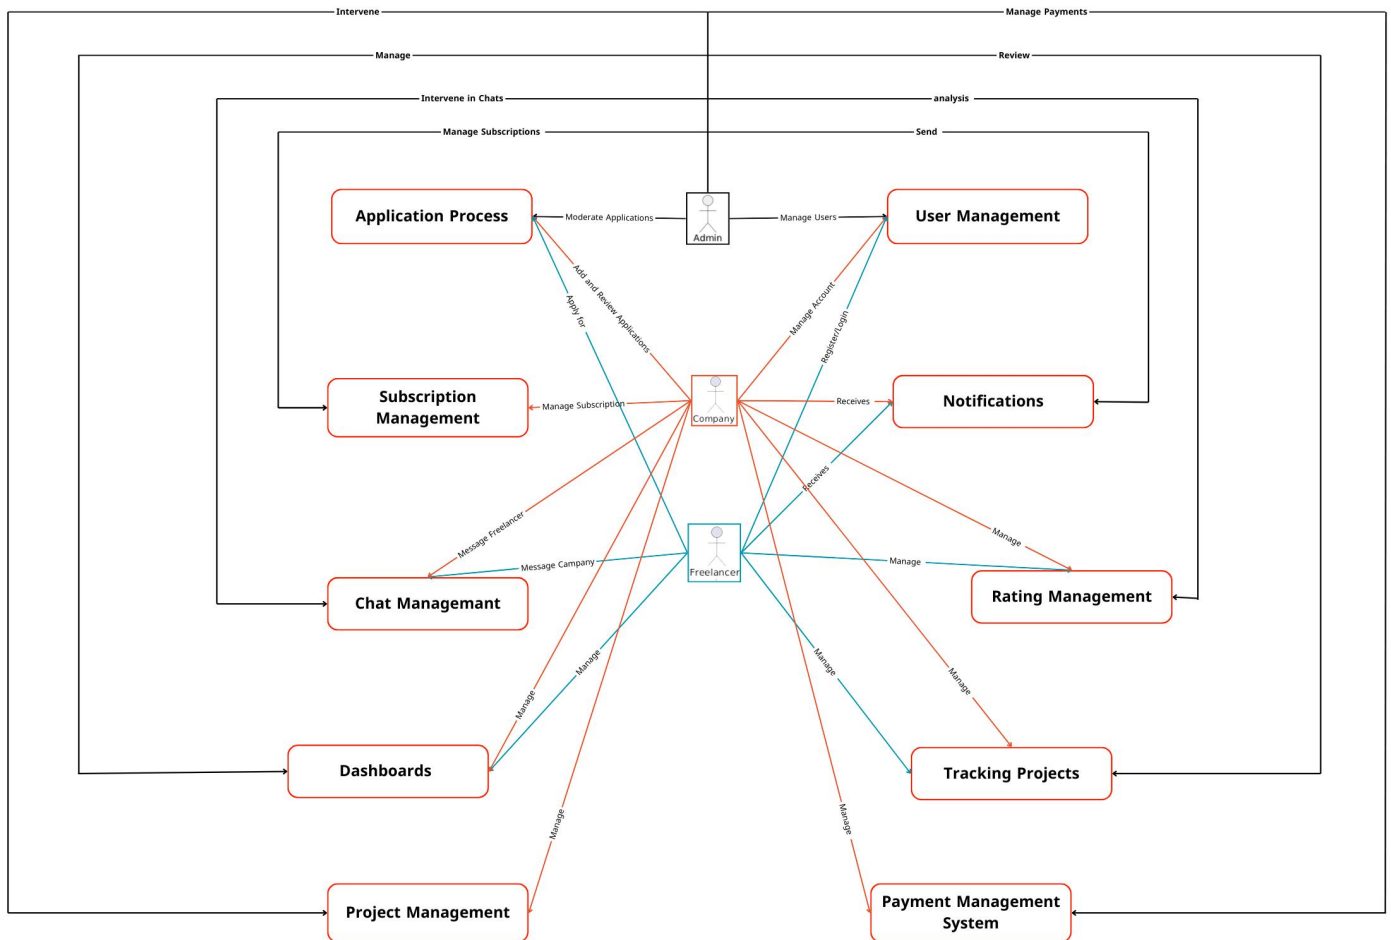 Intervene
Manage Payments
Manage
Review
Intervene in Chats
analysis
Manage Subscriptions
Send
Application Process
Moderate Applications
Admin
Manage Users
User Management
Add and Review Applications
Apply for
Manage Account
Register/Login
Subscription
Management
Manage Subscription
Company
Receives
Notifications
Receives
Message Freelancer
Message Campany
Freelancer
Manage
Manage
Chat Managemant
Rating Management
Manage
Manage
Manage
Manage
Dashboards
Tracking Projects
Manage
Manage
Project Management
Payment Management
System